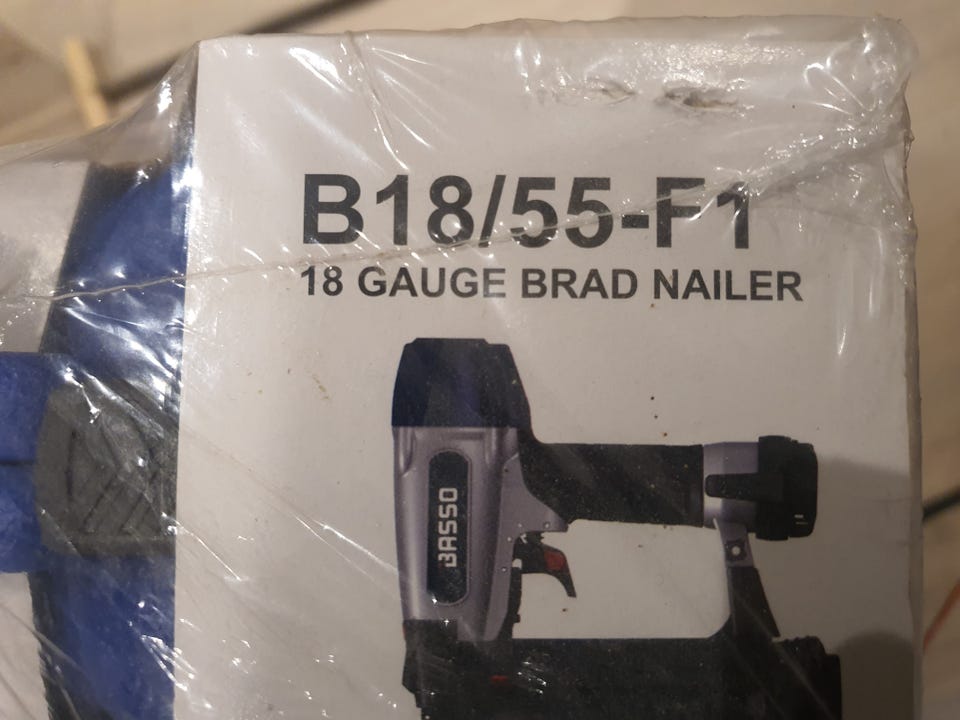 B18/55-F1
18 GAUGE BRAD NAILER
BASSO